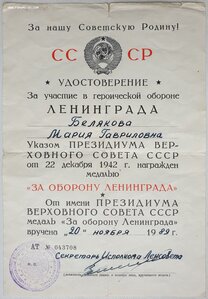 За нашу Советскую Родину!
СС СР
УДОСТОВЕРЕНИЕ
За участие в героической обороне
ЛЕНИНГРАДА
Белякова
Мария Гавриловна
Указом ПРЕЗИДИУМА ВЕР-
ХОВНОГО СОВЕТА СССР
от 22 декабря 1942 г. награжден
медалью
«ЗА ОБОРОНУ ЛЕНИНГРАДА»
От имени ПРЕЗИДИУМА
ВЕРХОВНОГО СОВЕТА СССР
медаль «За оборону Ленинграда»
вручена „20“ ноября 1989 г.
АТ № 043708
Секретарь Исполкома Ленсовета